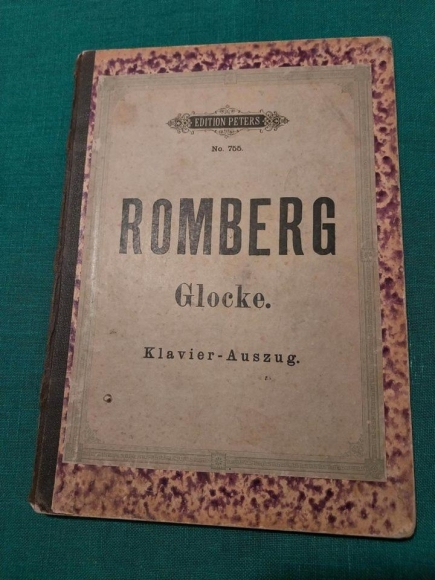 EDITION PETERS
No. 755.
ROMBERG
Glocke.
Klavier-Auszug.